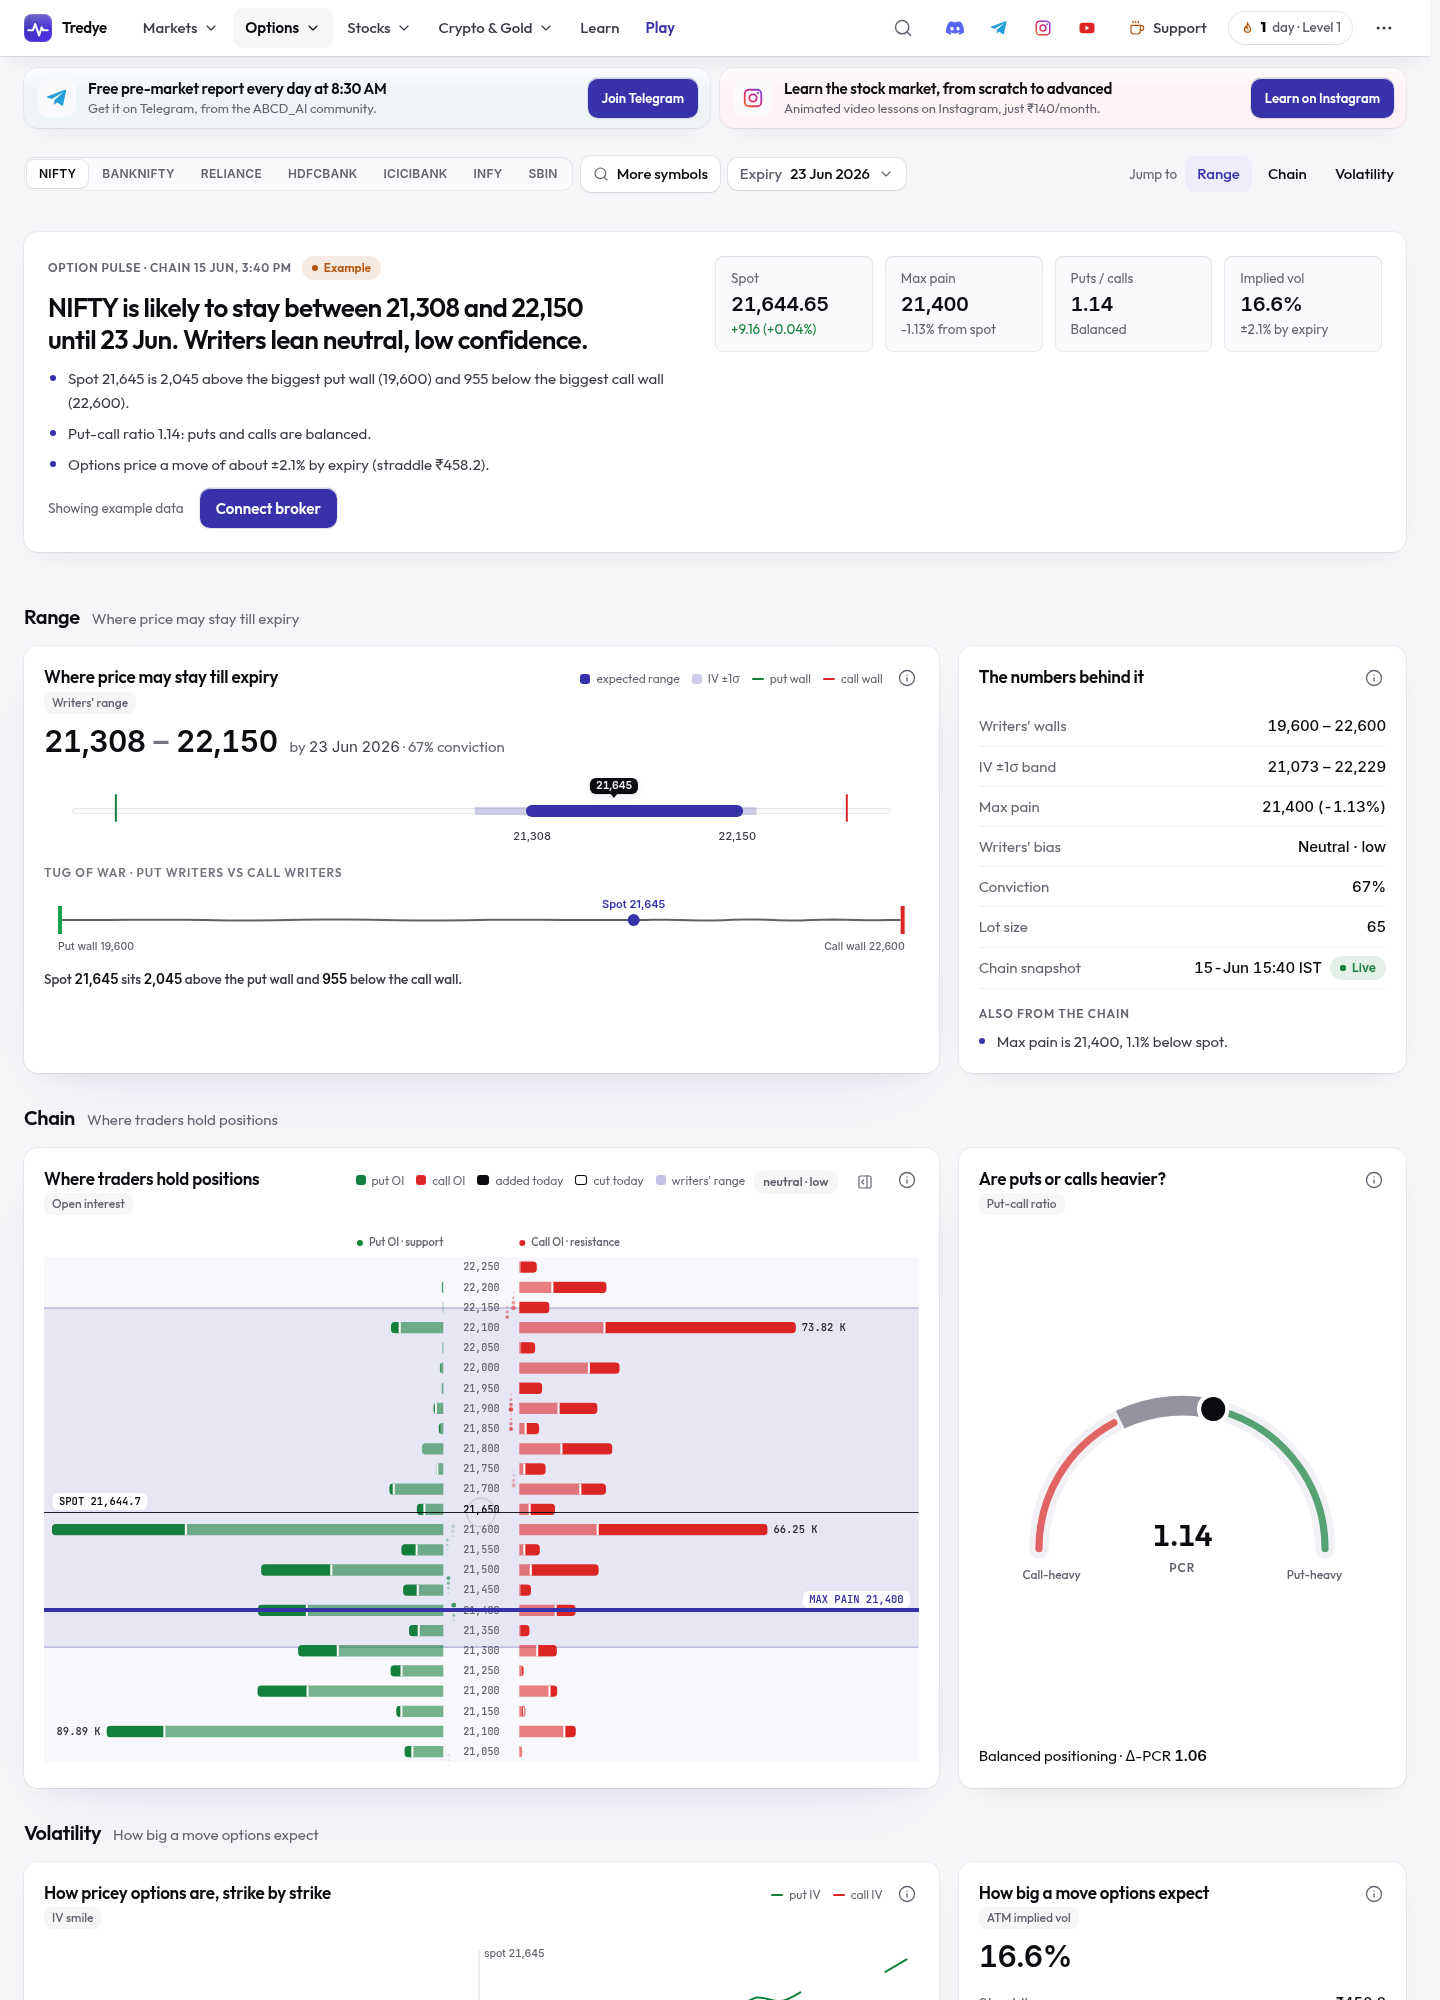 Tredye
Markets
Options
Stocks
Crypto & Gold
Learn
Play
Support
1 day · Level 1
Free pre-market report every day at 8:30 AM
Get it on Telegram, from the ABCD_AI community.
Join Telegram
Learn the stock market, from scratch to advanced
Animated video lessons on Instagram, just ₹140/month.
Learn on Instagram
NIFTY
BANKNIFTY
RELIANCE
HDFCBANK
ICICIBANK
INFY
SBIN
More symbols
Expiry 23 Jun 2026
Jump to
Range
Chain
Volatility
OPTION PULSE · CHAIN 15 JUN, 3:40 PM
Example
NIFTY is likely to stay between 21,308 and 22,150
until 23 Jun. Writers lean neutral, low confidence.
Spot 21,645 is 2,045 above the biggest put wall (19,600) and 955 below the biggest call wall
(22,600).
Put-call ratio 1.14: puts and calls are balanced.
Options price a move of about ±2.1% by expiry (straddle ₹458.2).
Showing example data
Connect broker
Spot
21,644.65
+9.16 (+0.04%)
Max pain
21,400
-1.13% from spot
Puts / calls
1.14
Balanced
Implied vol
16.6%
±2.1% by expiry
Range Where price may stay till expiry
Where price may stay till expiry
expected range
IV ±1σ
put wall
call wall
Writers' range
21,308 – 22,150 by 23 Jun 2026 · 67% conviction
21,645
21,308
22,150
TUG OF WAR · PUT WRITERS VS CALL WRITERS
Spot 21,645
Put wall 19,600
Call wall 22,600
Spot 21,645 sits 2,045 above the put wall and 955 below the call wall.
The numbers behind it
Writers' walls 19,600 – 22,600
IV ±1σ band 21,073 – 22,229
Max pain 21,400 (-1.13%)
Writers' bias Neutral · low
Conviction 67%
Lot size 65
Chain snapshot 15-Jun 15:40 IST Live
ALSO FROM THE CHAIN
Max pain is 21,400, 1.1% below spot.
Chain Where traders hold positions
Where traders hold positions
put OI
call OI
added today
cut today
writers' range
neutral · low
Open interest
Put OI · support
Call OI · resistance
22,250
22,200
22,150
22,100
73.82 K
22,050
22,000
21,950
21,900
21,850
21,800
21,750
21,700
SPOT 21,644.7
21,650
21,600
66.25 K
21,550
21,500
21,450
MAX PAIN 21,400
21,400
21,350
21,300
21,250
21,200
21,150
89.89 K
21,100
21,050
Are puts or calls heavier?
Put-call ratio
1.14
PCR
Call-heavy
Put-heavy
Balanced positioning · Δ-PCR 1.06
Volatility How big a move options expect
How pricey options are, strike by strike
put IV
call IV
IV smile
spot 21,645
How big a move options expect
ATM implied vol
16.6%